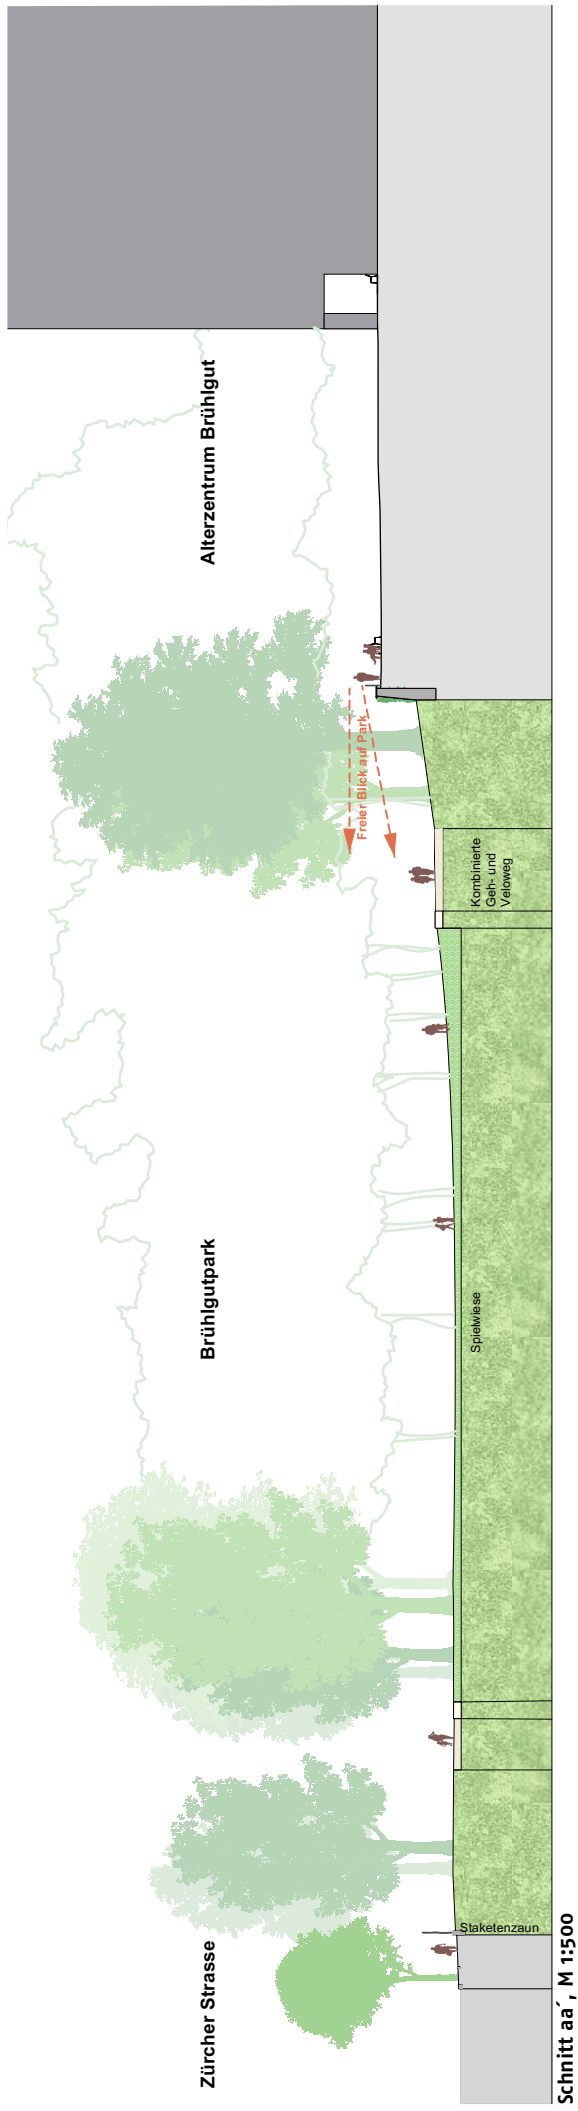 Zürcher Strasse
Brühlgutpark
Alterzentrum Brühlgut
Freier Blick auf Park
Staketenzaun
Spielwiese
Kombinierte
Geh- und
Veloweg
Schnitt aa´, M 1:500